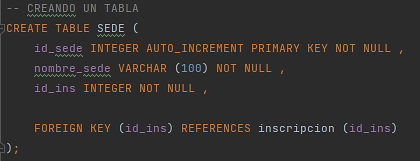 -- CREANDO UN TABLA
CREATE TABLE SEDE (
id_sede INTEGER AUTO_INCREMENT PRIMARY KEY NOT NULL ,
nombre_sede VARCHAR (100) NOT NULL ,
id_ins INTEGER NOT NULL ,
FOREIGN KEY (id_ins) REFERENCES inscripcion (id_ins)
);